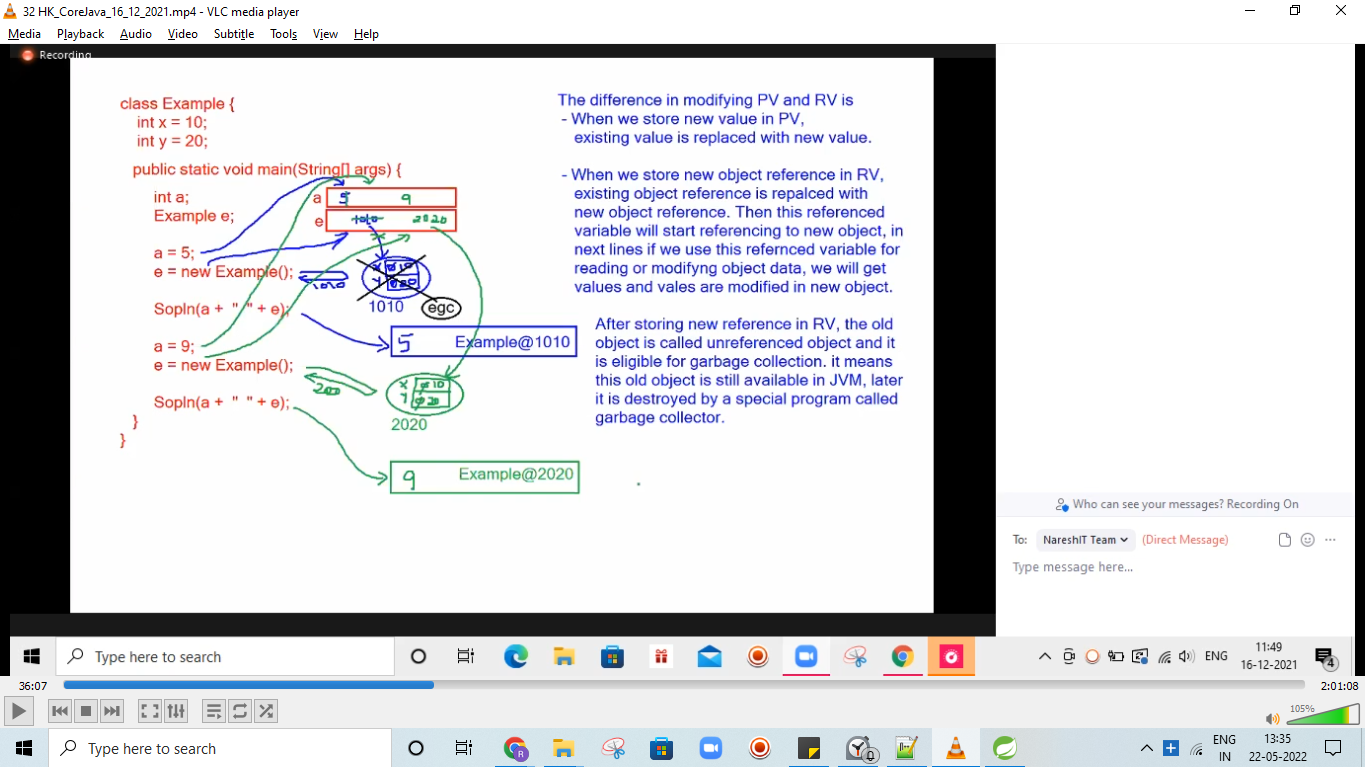 32 HK_CoreJava_16_12_2021.mp4 - VLC media player
Media Playback Audio Video Subtitle Tools View Help
Recording
class Example {
int x = 10;
int y = 20;
public static void main(String[] args) {
int a;
Example e;
a = 5;
e = new Example();
Sopln(a + " " + e);
a = 9;
e = new Example();
Sopln(a + " " + e);
}
}
a 5 9
e 1010 2020
1010
X 0 10
Y 0 20
1010
egc
5 Example@1010
X 0 10
Y 0 20
2020
9 Example@2020
The difference in modifying PV and RV is
- When we store new value in PV,
existing value is replaced with new value.
- When we store new object reference in RV,
existing object reference is repalced with
new object reference. Then this referenced
variable will start referencing to new object, in
next lines if we use this refernced variable for
reading or modifyng object data, we will get
values and vales are modified in new object.
After storing new reference in RV, the old
object is called unreferenced object and it
is eligible for garbage collection. it means
this old object is still available in JVM, later
it is destroyed by a special program called
garbage collector.
Who can see your messages? Recording On
To: NareshIT Team (Direct Message)
Type message here...
Type here to search
ENG
11:49
16-12-2021
4
36:07
2:01:08
105%
Type here to search
ENG
IN
13:35
22-05-2022